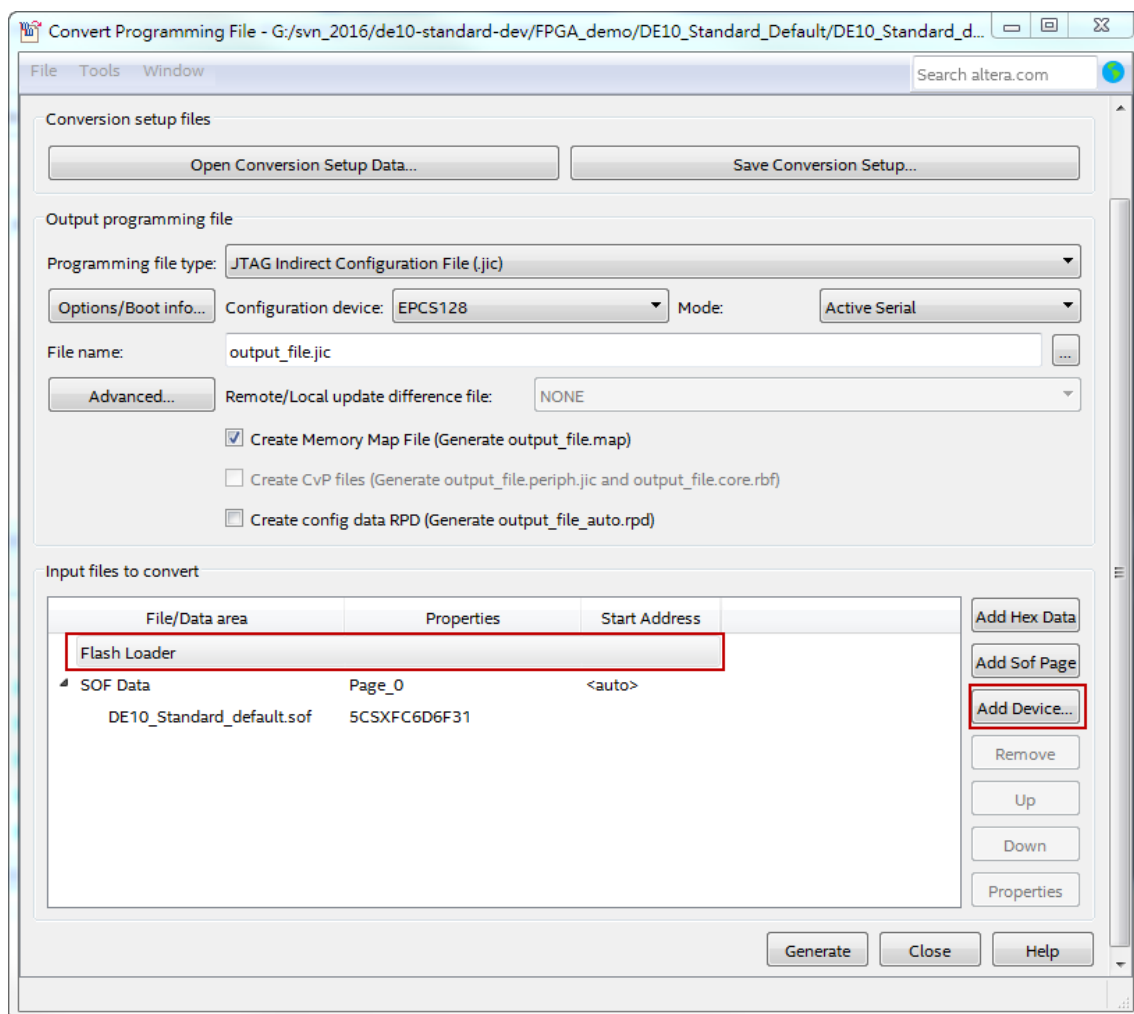 Convert Programming File - G:/svn_2016/de10-standard-dev/FPGA_demo/DE10_Standard_Default/DE10_Standard_d...
File Tools Window Search altera.com
Conversion setup files
Open Conversion Setup Data... Save Conversion Setup...
Output programming file
Programming file type: JTAG Indirect Configuration File (.jic)
Options/Boot info... Configuration device: EPCS128 Mode: Active Serial
File name: output_file.jic ...
Advanced... Remote/Local update difference file: NONE
Create Memory Map File (Generate output_file.map)
Create CvP files (Generate output_file.periph.jic and output_file.core.rbf)
Create config data RPD (Generate output_file_auto.rpd)
Input files to convert
File/Data area Properties Start Address Add Hex Data
Flash Loader Add Sof Page
SOF Data Page_0 <auto>
Add Device...
DE10_Standard_default.sof 5CSXFC6D6F31
Remove
Up
Down
Properties
Generate Close Help